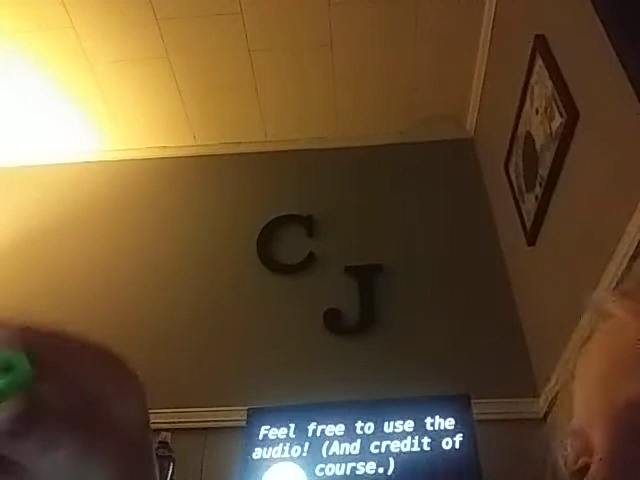 C
J
Feel free to use the
audio! (And credit of
course.)